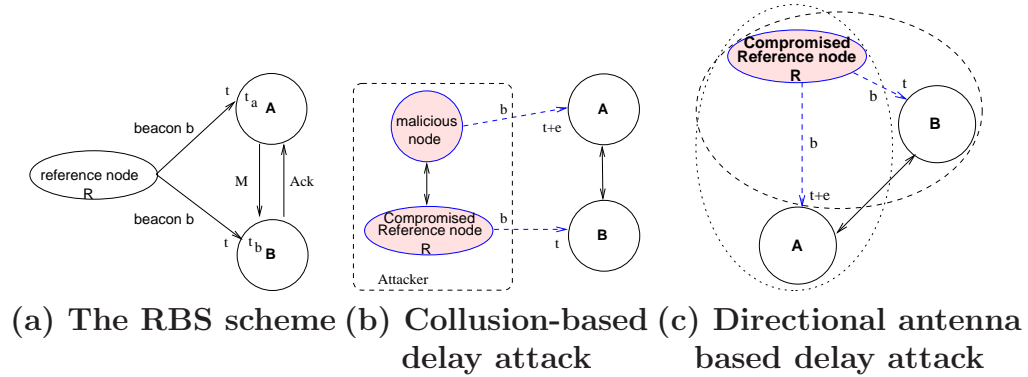 t
t a
A
beacon b
reference node
R
M
Ack
beacon b
t
t b
B
malicious
node
b
t+e
A
Compromised
Reference node
R
b
t
B
Attacker
Compromised
Reference node
R
t
b
B
b
t+e
A
(a) The RBS scheme
(b) Collusion-based
delay attack
(c) Directional antenna
based delay attack